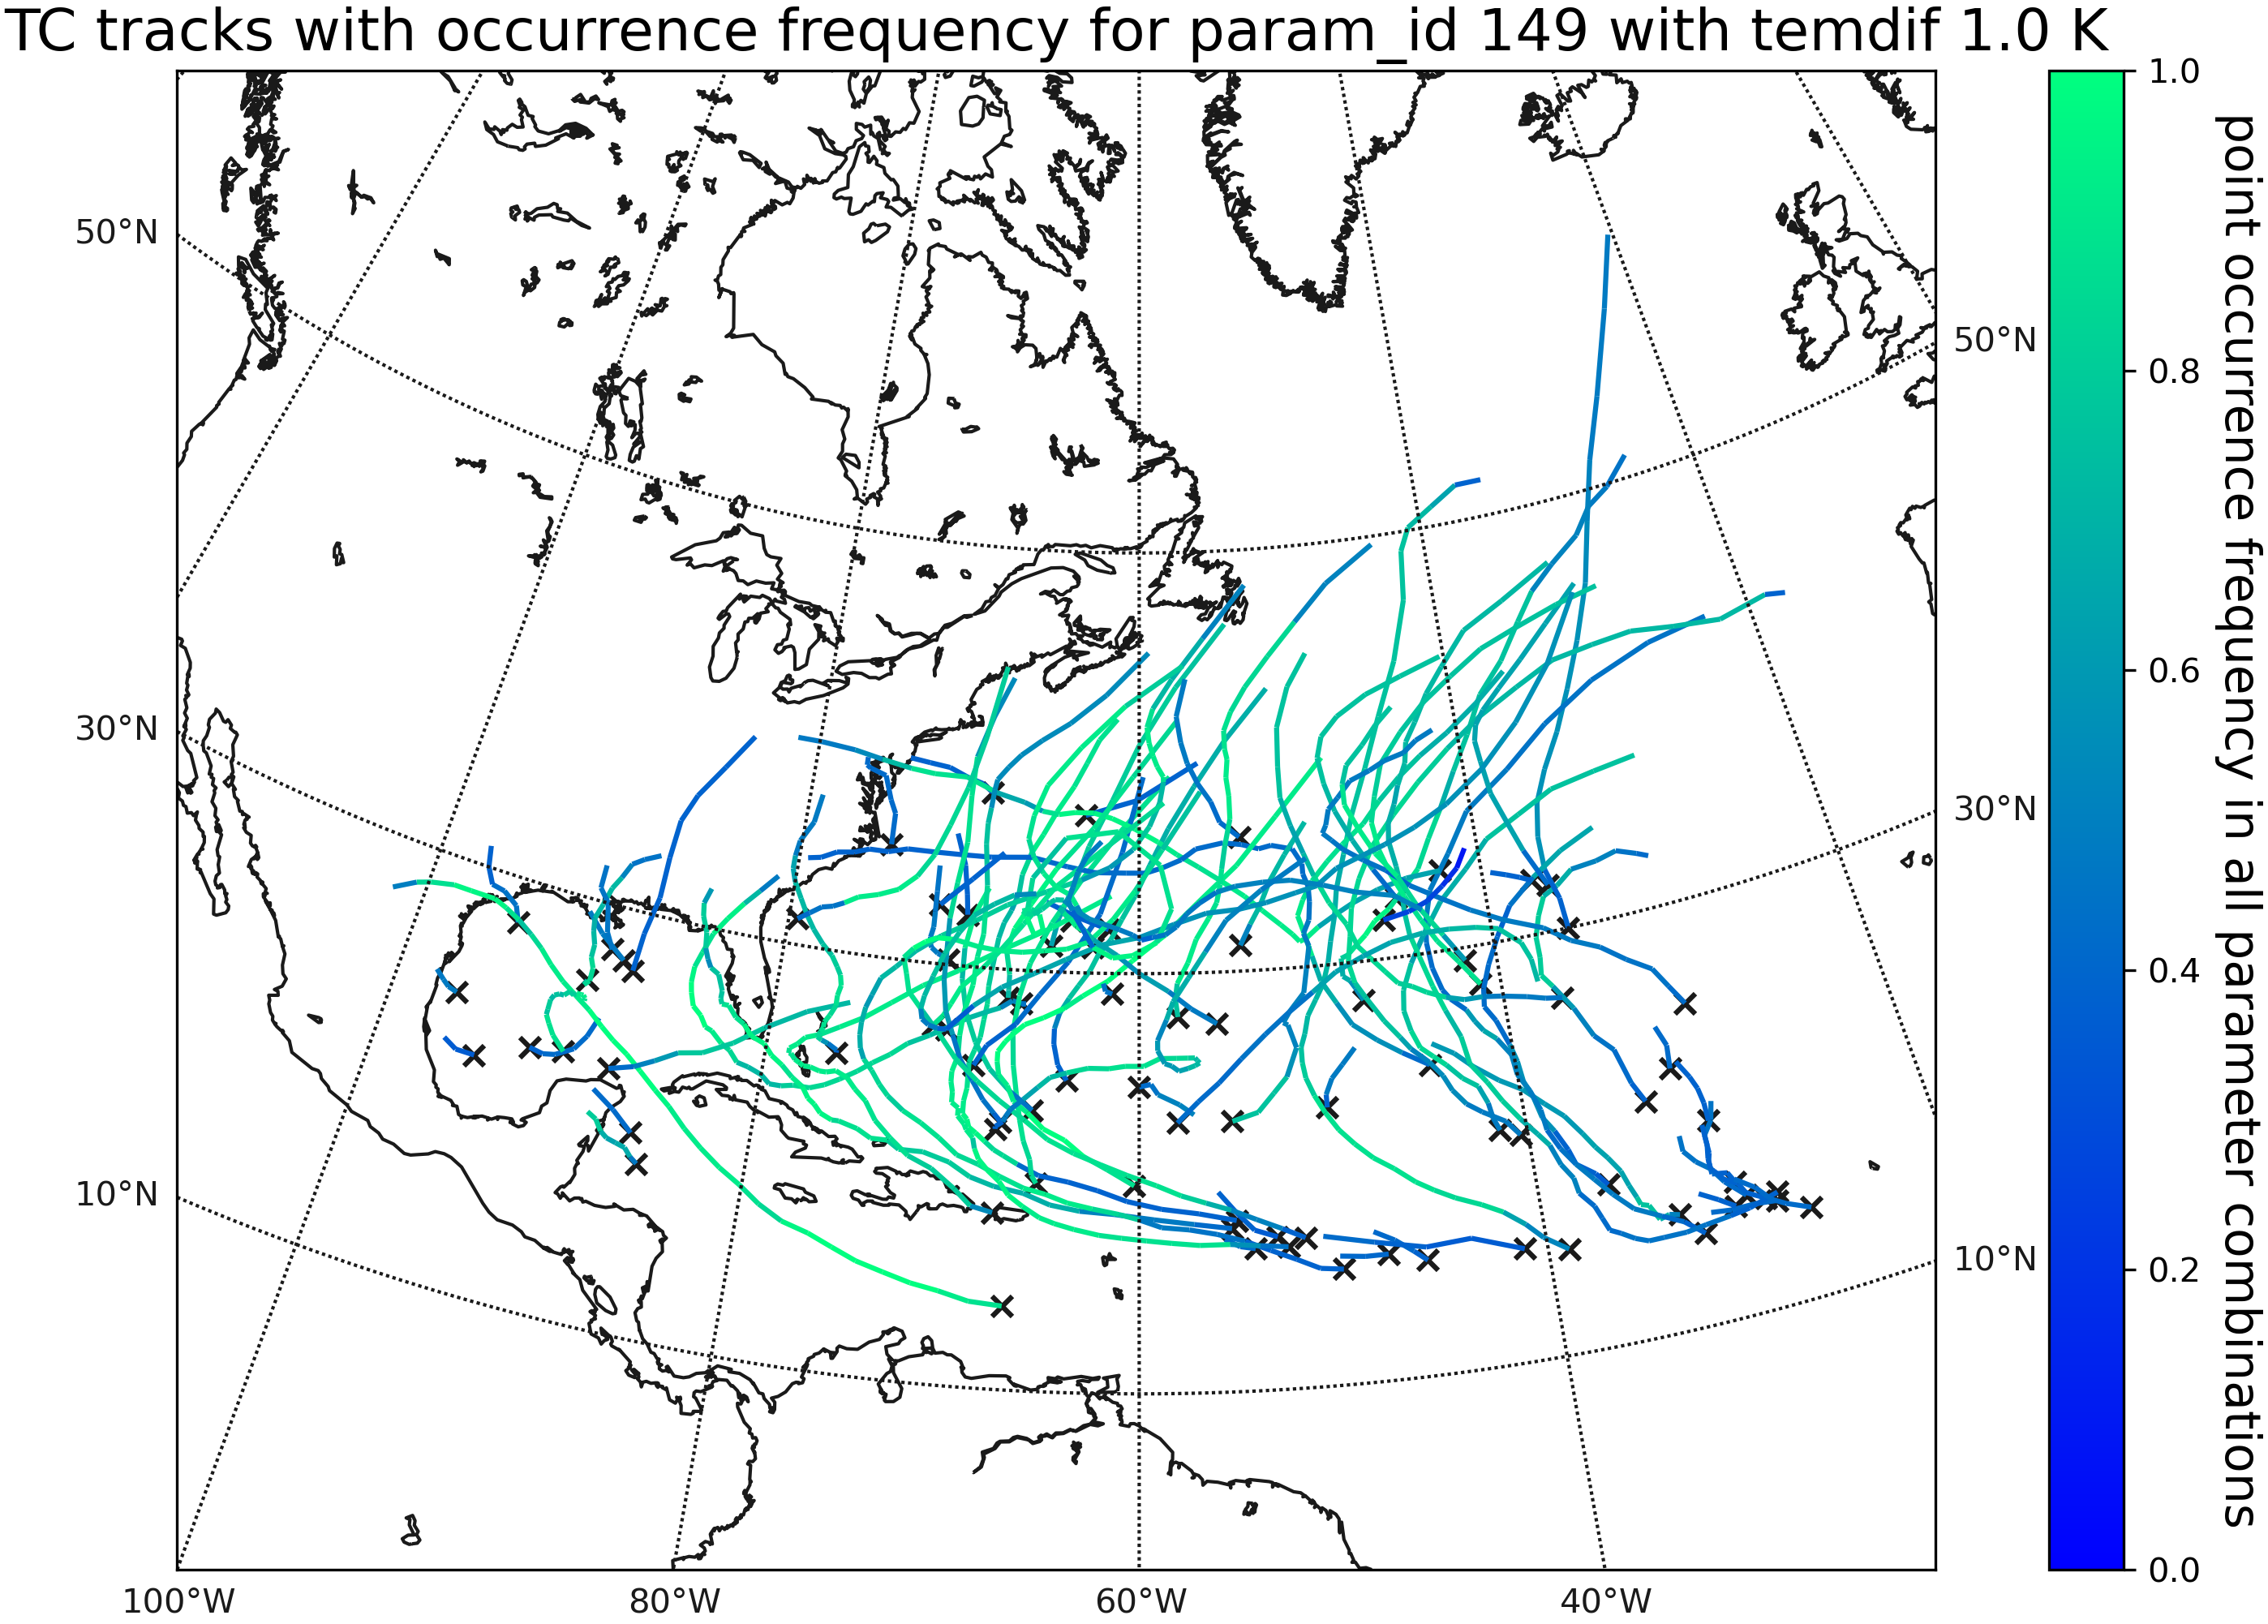 TC tracks with occurrence frequency for param_id 149 with temdif 1.0 K
50°N
30°N
10°N
100°W
80°W
60°W
40°W
50°N
30°N
10°N
1.0
0.8
0.6
0.4
0.2
0.0
point occurrence frequency in all parameter combinations